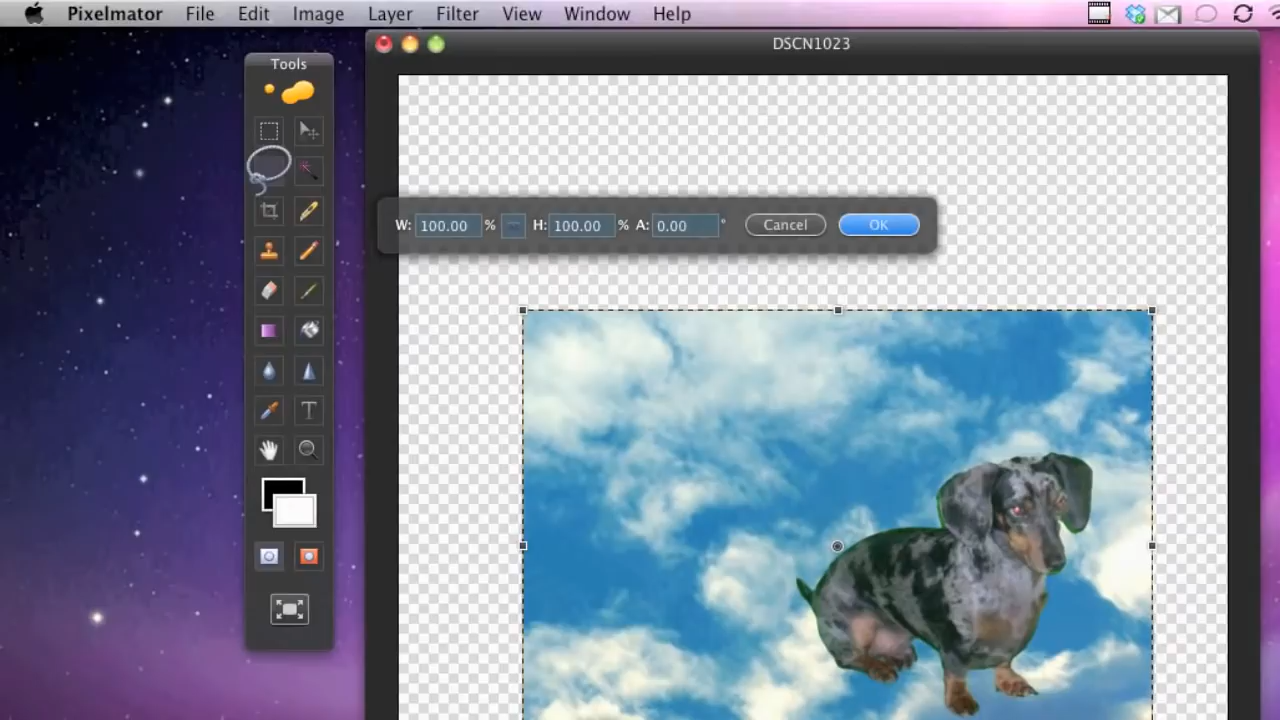 Pixelmator File Edit Image Layer Filter View Window Help
DSCN1023
Tools
W: 100.00 % H: 100.00 % A: 0.00 ° Cancel OK
T